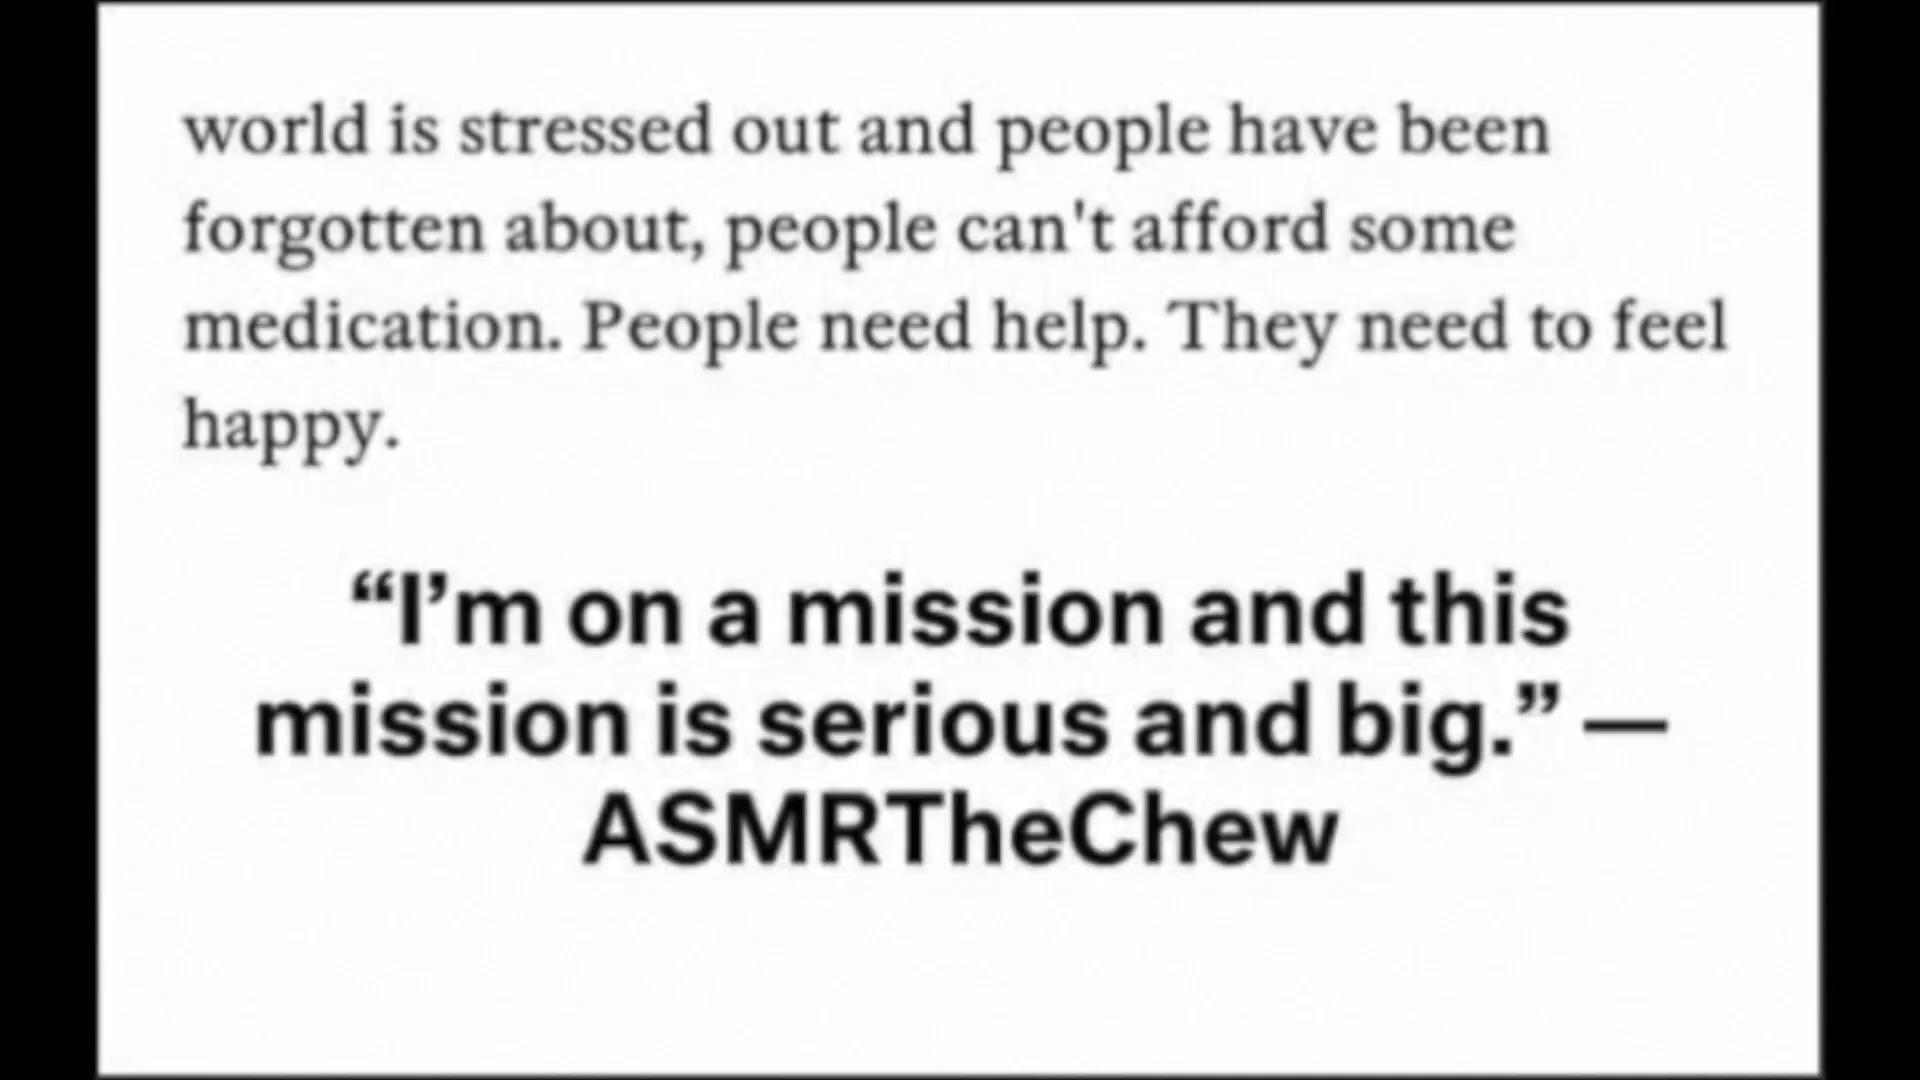 world is stressed out and people have been
forgotten about, people can't afford some
medication. People need help. They need to feel
happy.
“I’m on a mission and this
mission is serious and big.” —
ASMRTheChew